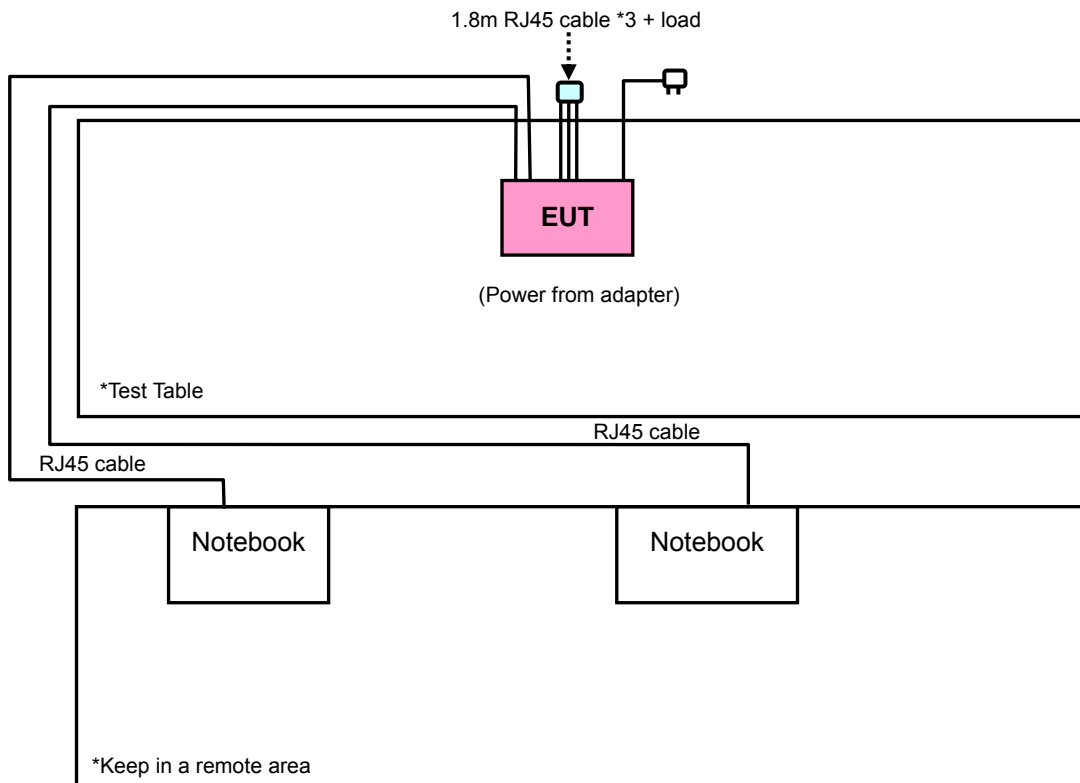 1.8m RJ45 cable *3 + load
EUT
(Power from adapter)
*Test Table
RJ45 cable
RJ45 cable
Notebook
Notebook
*Keep in a remote area